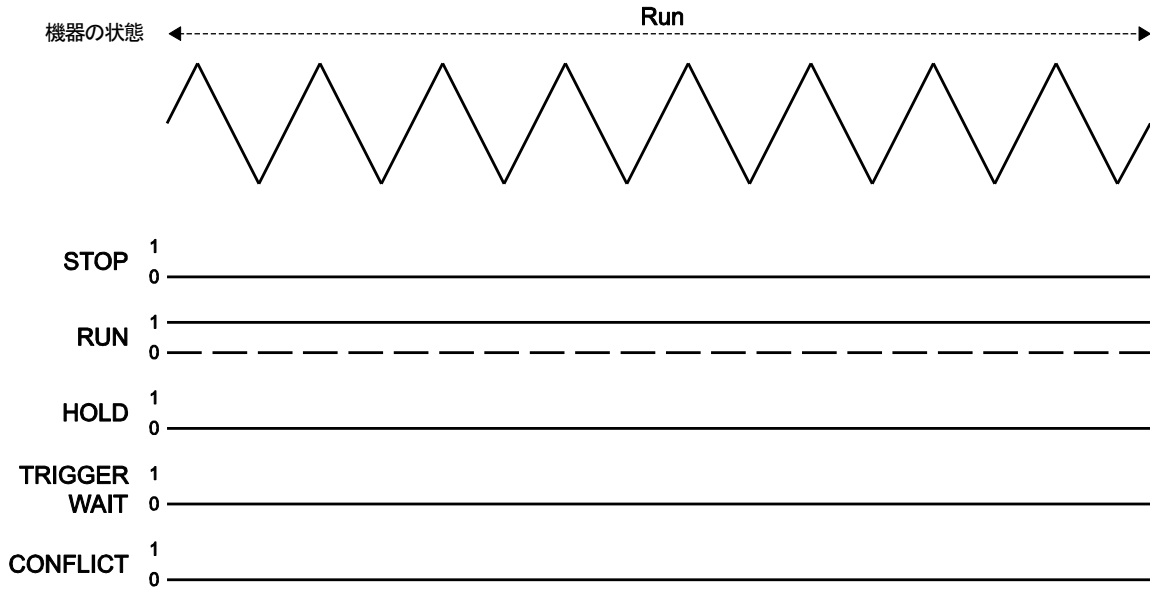 Run
機器の状態
1
STOP
0
1
RUN
0
1
HOLD
0
TRIGGER 1
WAIT 0
1
CONFLICT
0